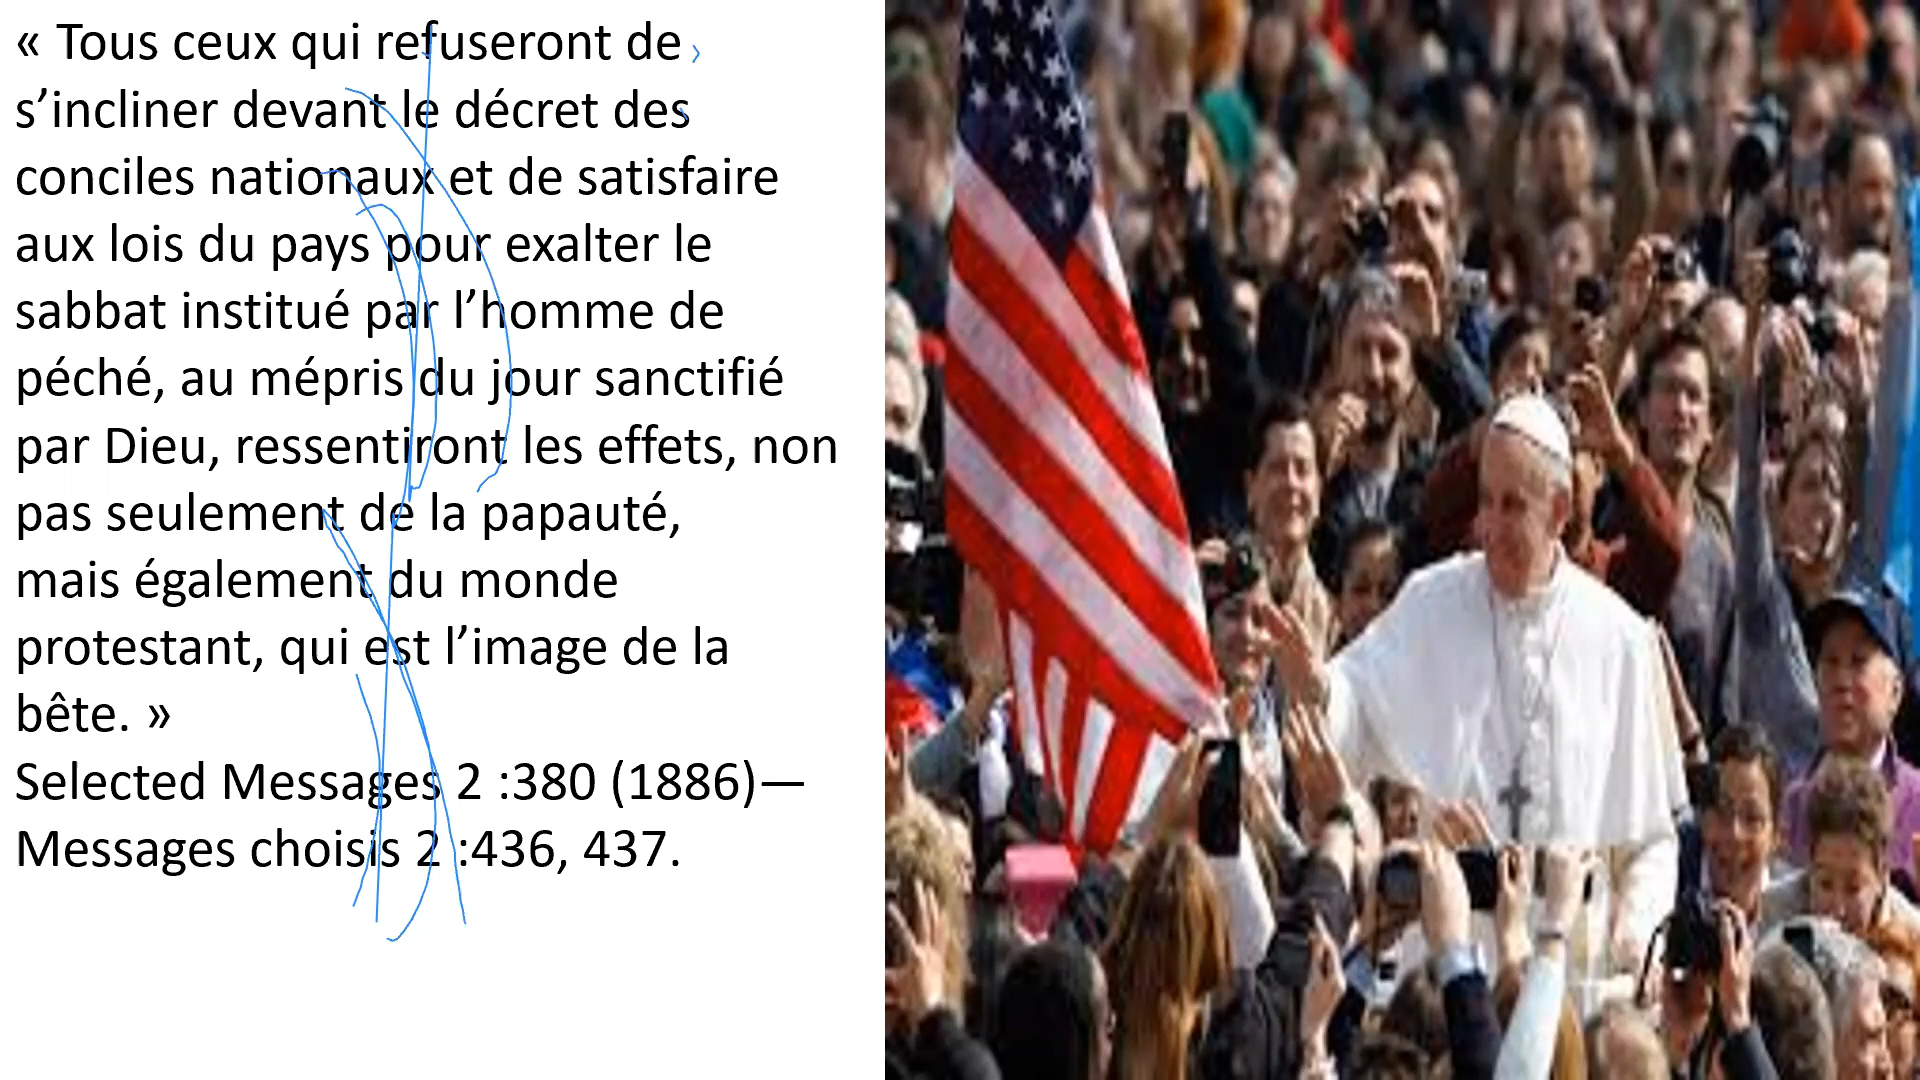 « Tous ceux qui refuseront de
s’incliner devant le décret des
conciles nationaux et de satisfaire
aux lois du pays pour exalter le
sabbat institué par l’homme de
péché, au mépris du jour sanctifié
par Dieu, ressentiront les effets, non
pas seulement de la papauté,
mais également du monde
protestant, qui est l’image de la
bête. »
Selected Messages 2 :380 (1886)—
Messages choisis 2 :436, 437.